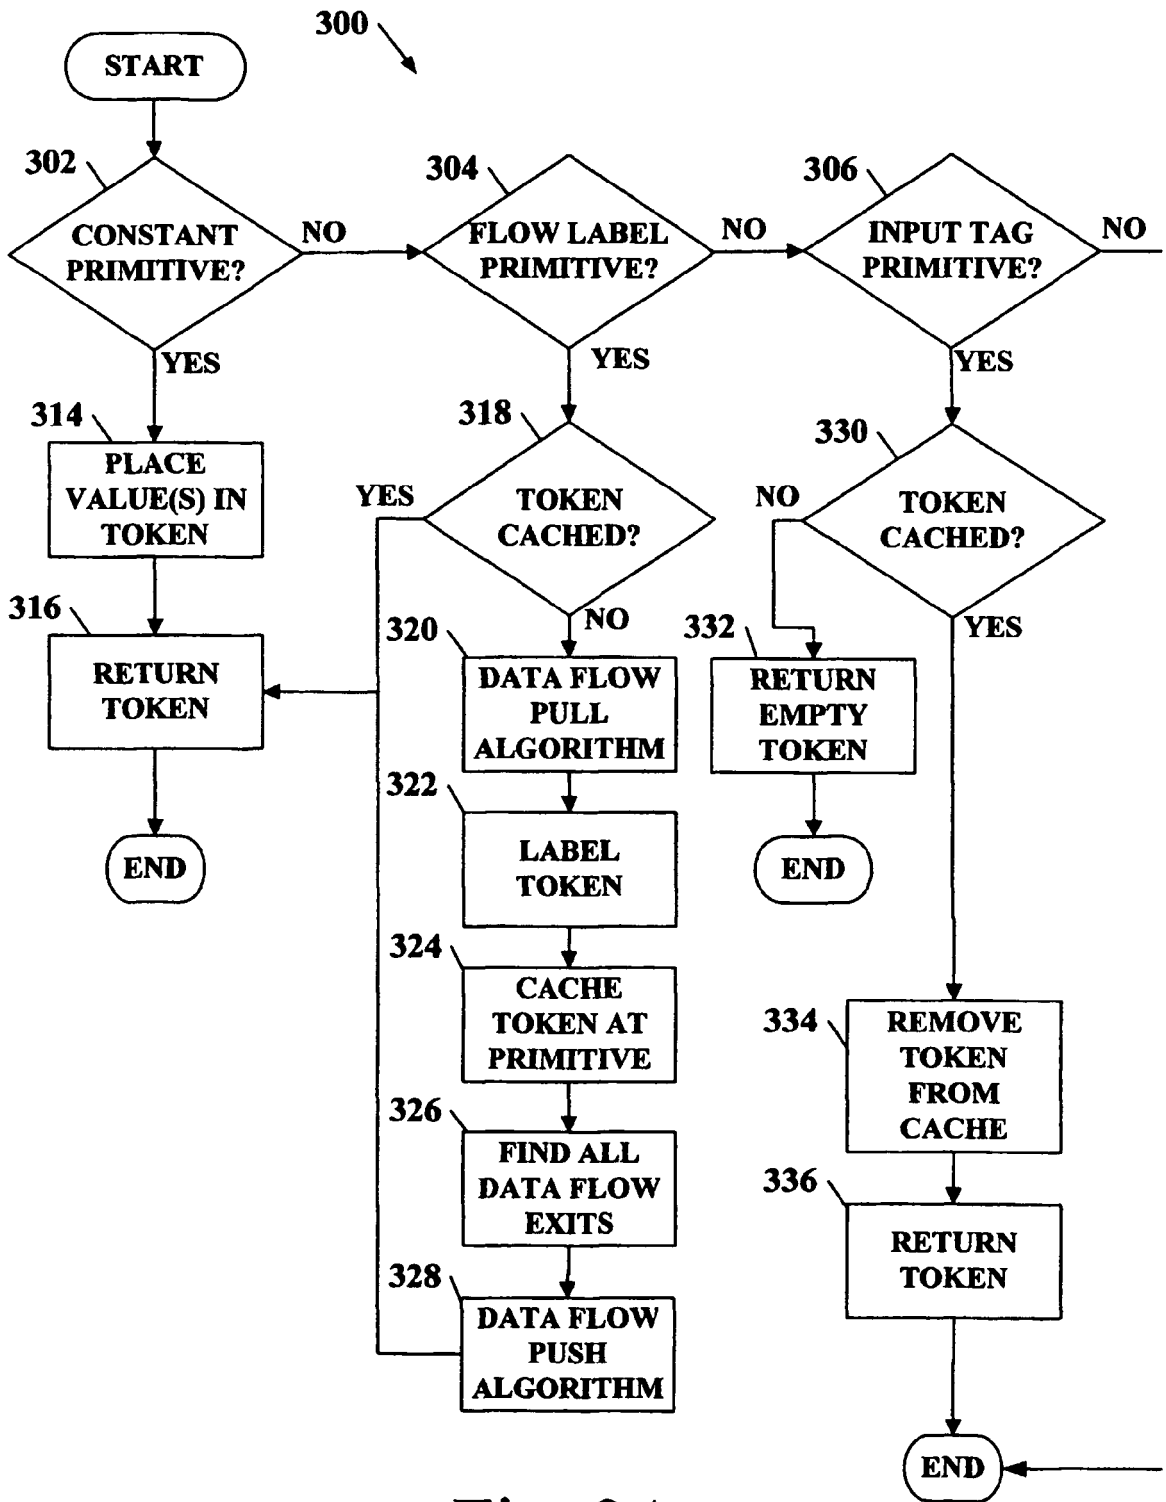 300
START
302
CONSTANT
PRIMITIVE?
NO
YES
304
FLOW LABEL
PRIMITIVE?
NO
YES
306
INPUT TAG
PRIMITIVE?
NO
YES
314
PLACE
VALUE(S) IN
TOKEN
316
RETURN
TOKEN
END
318
TOKEN
CACHED?
YES
NO
320
DATA FLOW
PULL
ALGORITHM
322
LABEL
TOKEN
324
CACHE
TOKEN AT
PRIMITIVE
326
FIND ALL
DATA FLOW
EXITS
328
DATA FLOW
PUSH
ALGORITHM
330
TOKEN
CACHED?
NO
YES
332
RETURN
EMPTY
TOKEN
END
334
REMOVE
TOKEN
FROM
CACHE
336
RETURN
TOKEN
END